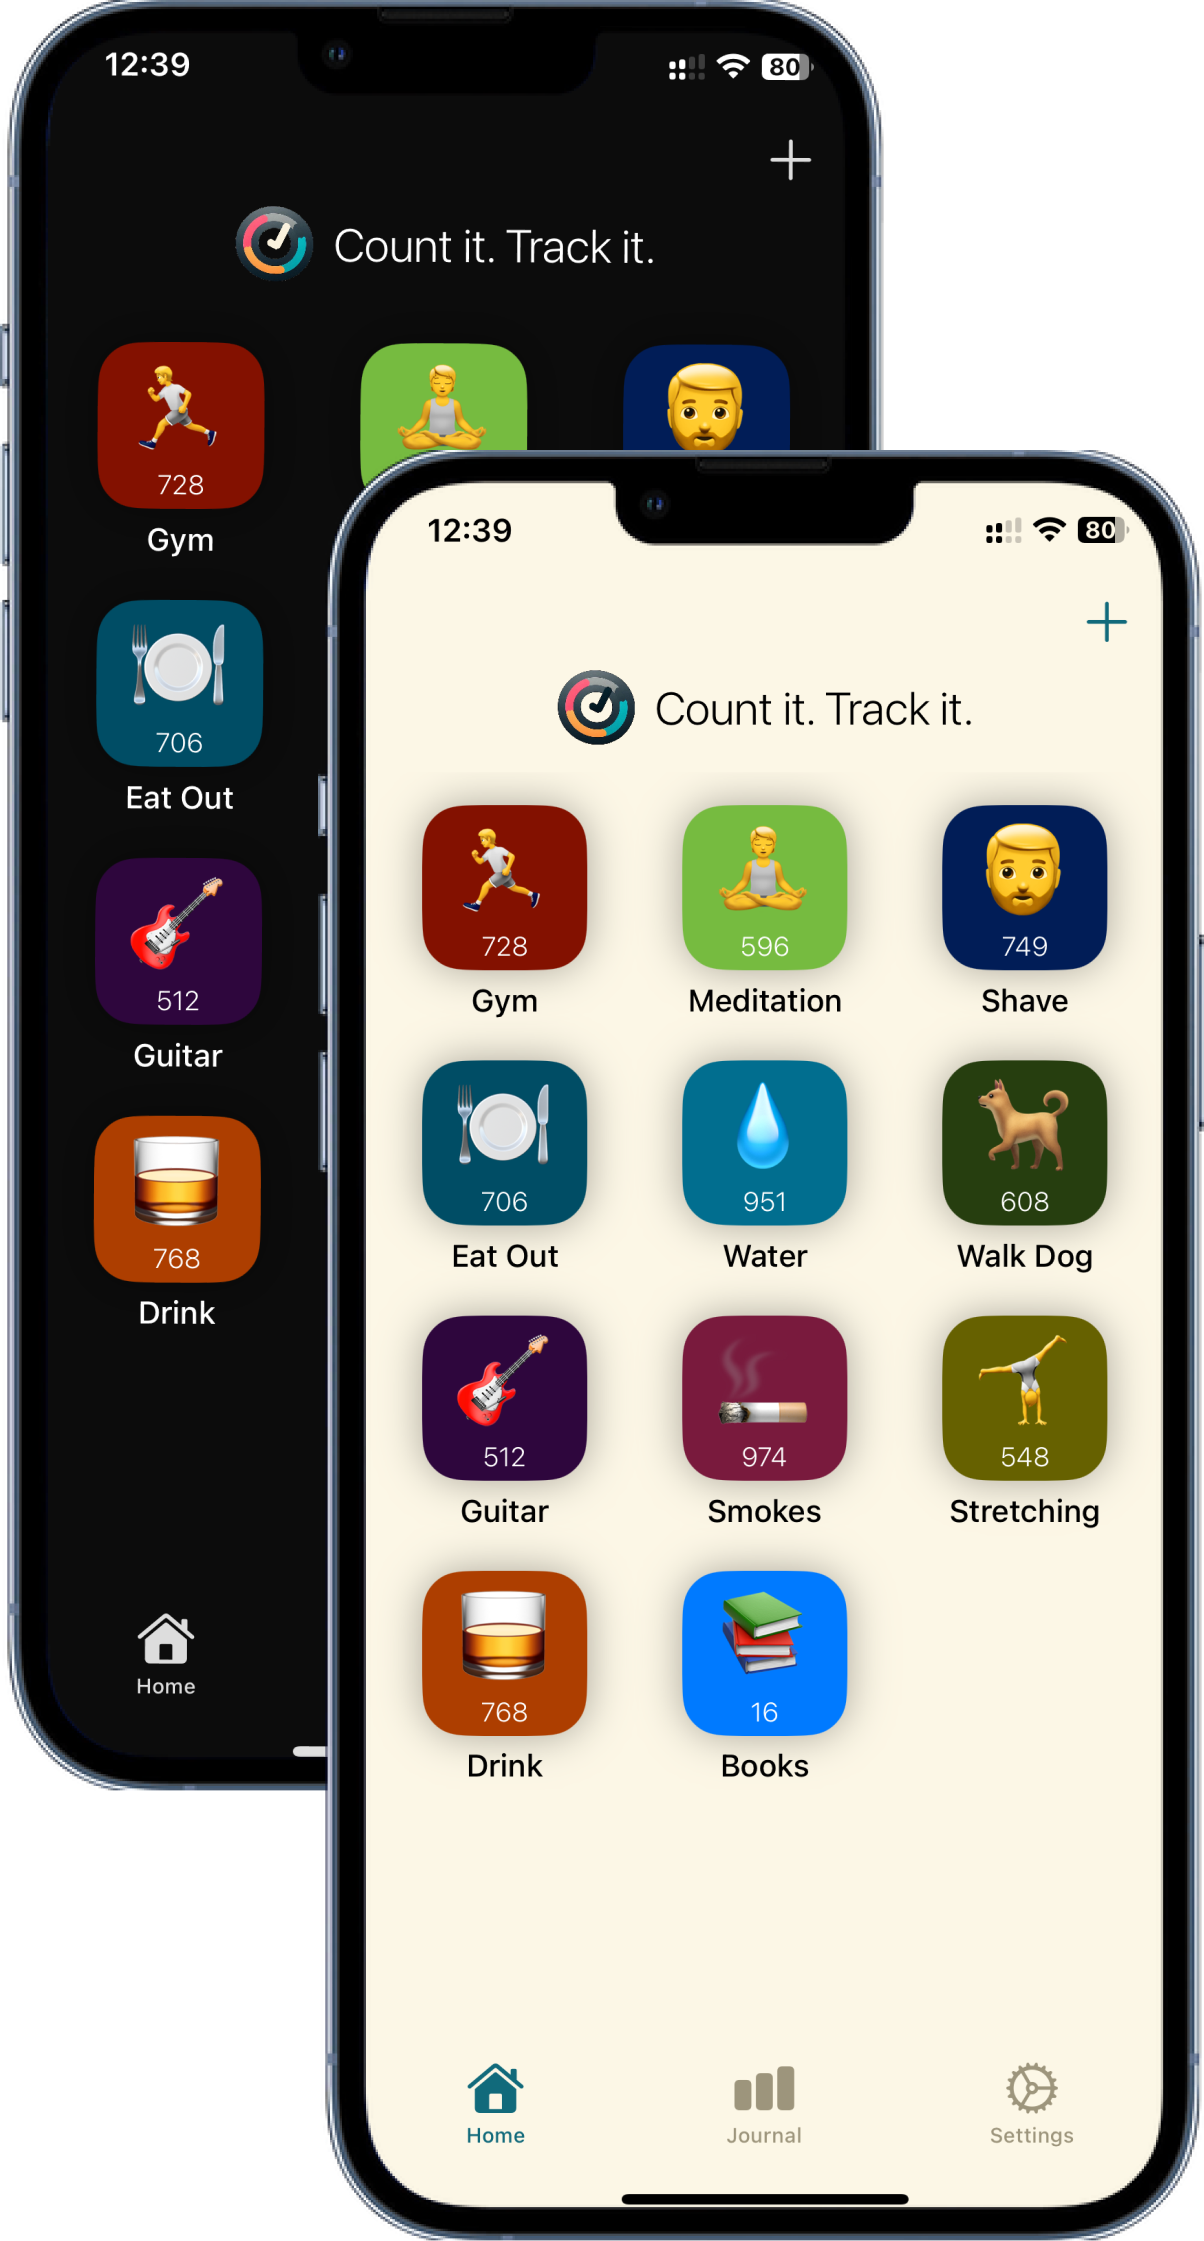 12:39
80
Count it. Track it.
728
Gym
706
Eat Out
512
Guitar
768
Drink
Home
12:39
80
Count it. Track it.
728 596 749
Gym Meditation Shave
706 951 608
Eat Out Water Walk Dog
512 974 548
Guitar Smokes Stretching
768 16
Drink Books
Home Journal Settings